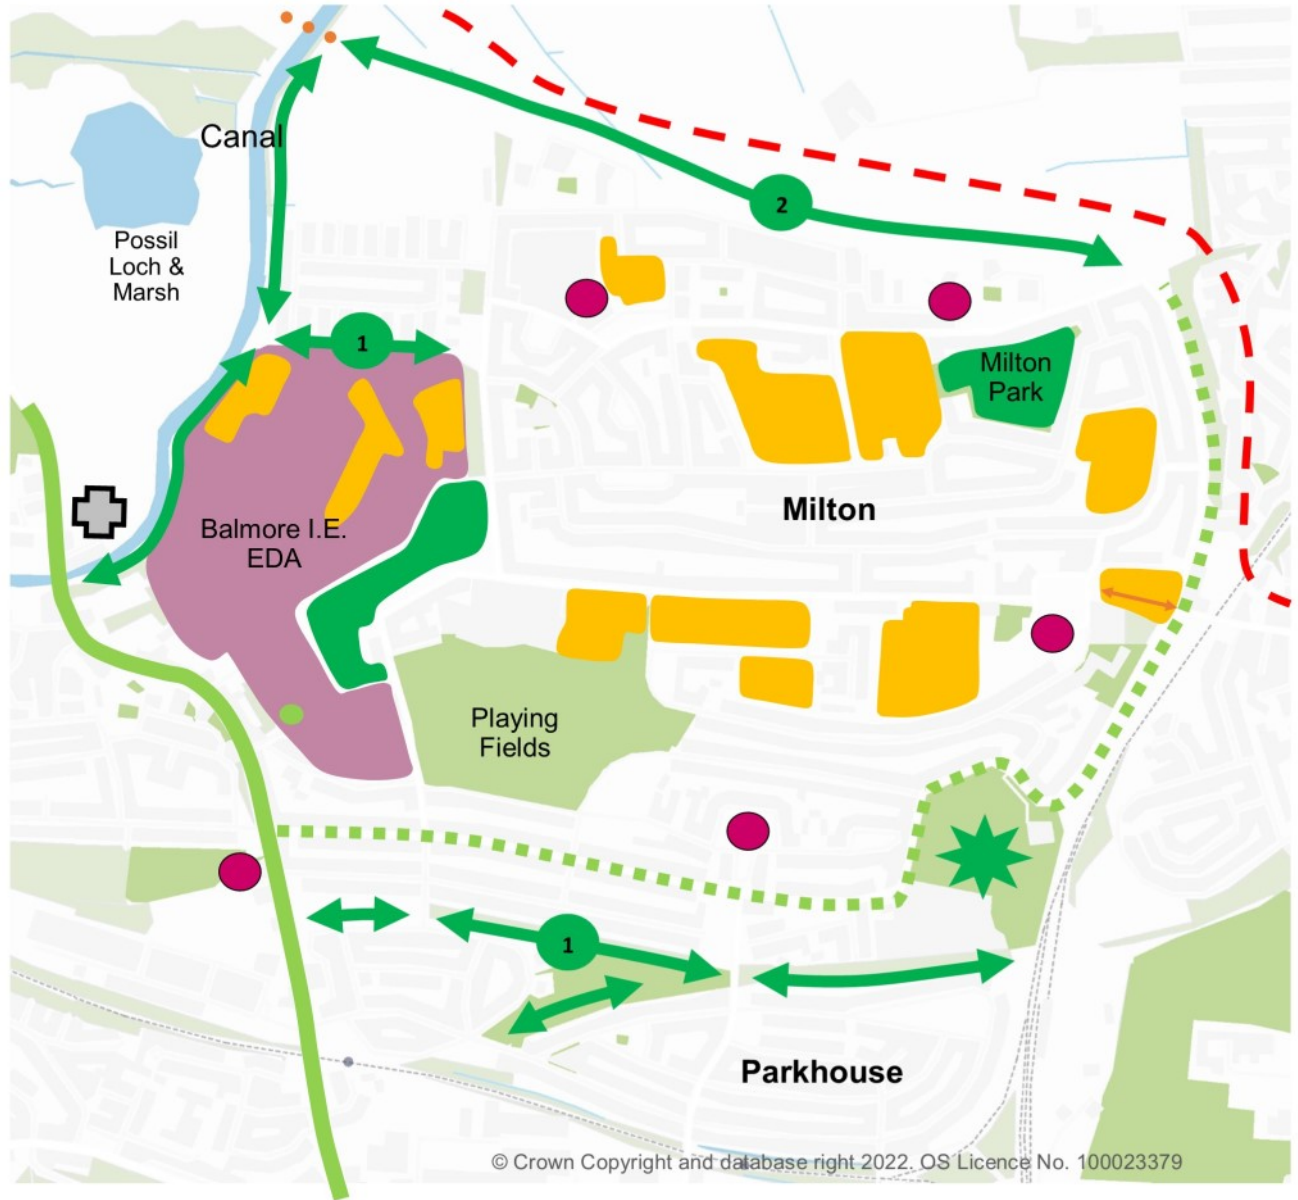 Canal
2
Possil
Loch &
Marsh
1
Milton
Park
Milton
Balmore I.E.
EDA
Playing
Fields
1
Parkhouse
© Crown Copyright and database right 2022. OS Licence No. 100023379